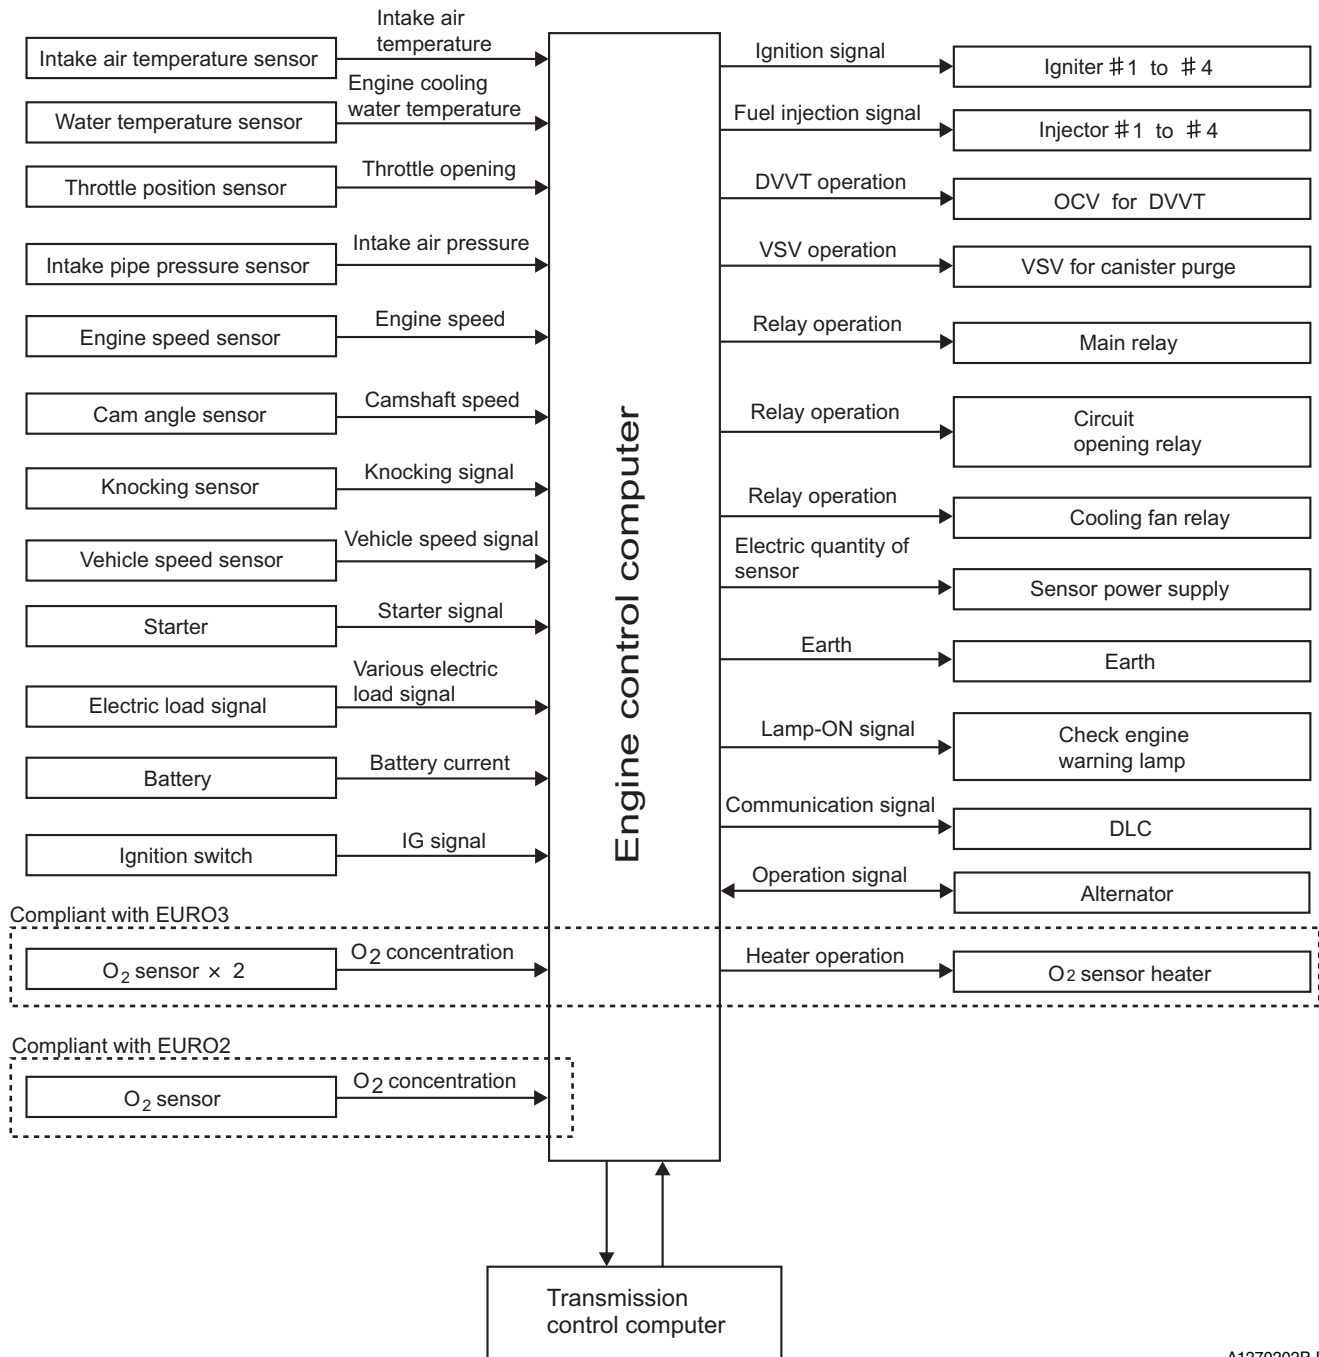 Intake air
temperature
Intake air temperature sensor
Engine cooling
water temperature
Water temperature sensor
Throttle opening
Throttle position sensor
Intake air pressure
Intake pipe pressure sensor
Engine speed
Engine speed sensor
Camshaft speed
Cam angle sensor
Knocking signal
Knocking sensor
Vehicle speed signal
Vehicle speed sensor
Starter signal
Starter
Various electric
load signal
Electric load signal
Battery current
Battery
IG signal
Ignition switch
Compliant with EURO3
O2 concentration
O2 sensor × 2
Compliant with EURO2
O2 concentration
O2 sensor
Engine control computer
Ignition signal
Igniter #1 to #4
Fuel injection signal
Injector #1 to #4
DVVT operation
OCV for DVVT
VSV operation
VSV for canister purge
Relay operation
Main relay
Relay operation
Circuit
opening relay
Relay operation
Cooling fan relay
Electric quantity of
sensor
Sensor power supply
Earth
Earth
Lamp-ON signal
Check engine
warning lamp
Communication signal
DLC
Operation signal
Alternator
Heater operation
O2 sensor heater
Transmission
control computer